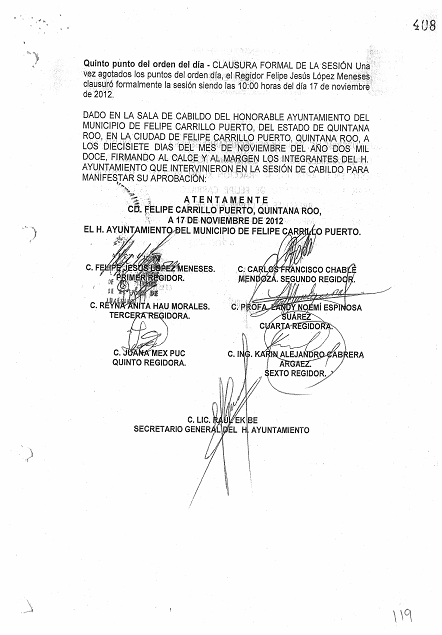 408
Quinto punto del orden del día - CLAUSURA FORMAL DE LA SESIÓN Una
vez agotados los puntos del orden día, el Regidor Felipe Jesús López Meneses
clausuró formalmente la sesión siendo las 10:00 horas del día 17 de noviembre
de 2012.
DADO EN LA SALA DE CABILDO DEL HONORABLE AYUNTAMIENTO DEL
MUNICIPIO DE FELIPE CARRILLO PUERTO, DEL ESTADO DE QUINTANA
ROO, EN LA CIUDAD DE FELIPE CARRILLO PUERTO, QUINTANA ROO, A
LOS DIECISIETE DIAS DEL MES DE NOVIEMBRE DEL AÑO DOS MIL
DOCE, FIRMANDO AL CALCE Y AL MARGEN LOS INTEGRANTES DEL H.
AYUNTAMIENTO QUE INTERVINIERON EN LA SESIÓN DE CABILDO PARA
MANIFESTAR SU APROBACIÓN:
A T E N T A M E N T E
CD. FELIPE CARRILLO PUERTO, QUINTANA ROO,
A 17 DE NOVIEMBRE DE 2012
EL H. AYUNTAMIENTO DEL MUNICIPIO DE FELIPE CARRILLO PUERTO.
C. FELIPE JESÚS LÓPEZ MENESES.
PRIMER REGIDOR.
C. CARLOS FRANCISCO CHABLÉ
MENDOZA. SEGUNDO REGIDOR.
C. REYNA ANITA HAU MORALES.
TERCERA REGIDORA.
C. PROFA. LANDY NOEMÍ ESPINOSA
SUÁREZ
CUARTA REGIDORA.
C. JUANA MEX PUC
QUINTO REGIDORA.
C. ING. KARIN ALEJANDRO CABRERA
ARGAEZ.
SEXTO REGIDOR.
C. LIC. RAÚL EK BE
SECRETARIO GENERAL DEL H. AYUNTAMIENTO
119